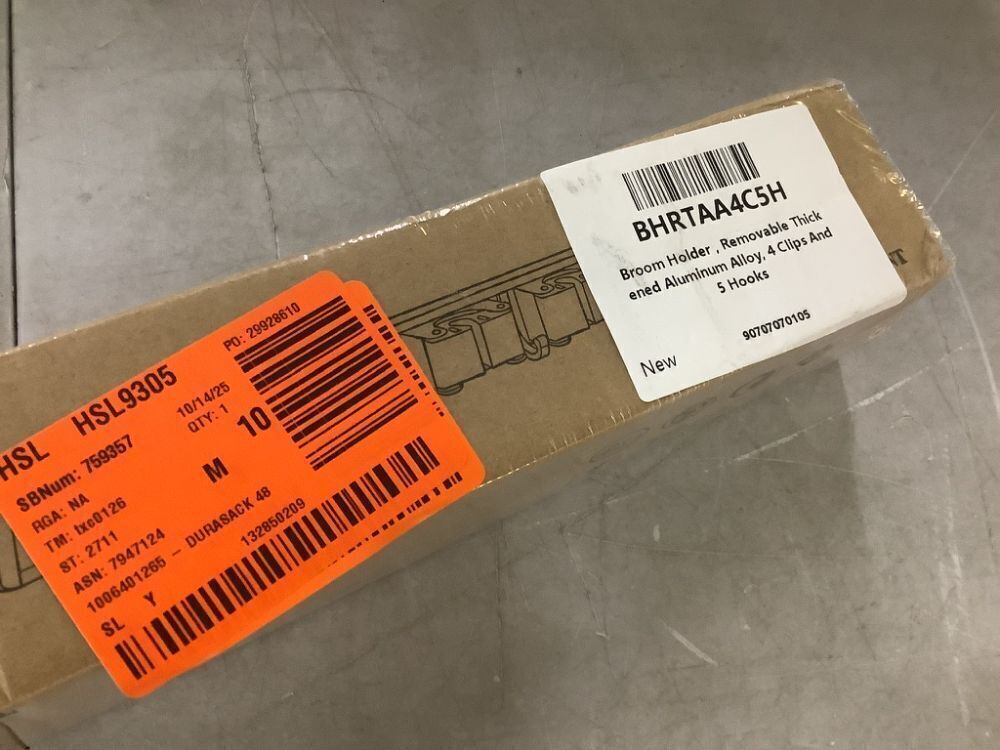 HSL HSL9305
PO: 29928610
SBNum: 759357
10/14/25
RGA: NA
QTY: 1
10
TM: txc0126
M
ST: 2711
ASN: 7947124
1006401265 - DURASACK 48
132850209
SL Y
BHRTAA4C5H
Broom Holder , Removable Thick
ened Aluminum Alloy, 4 Clips And
5 Hooks
90707070105
New